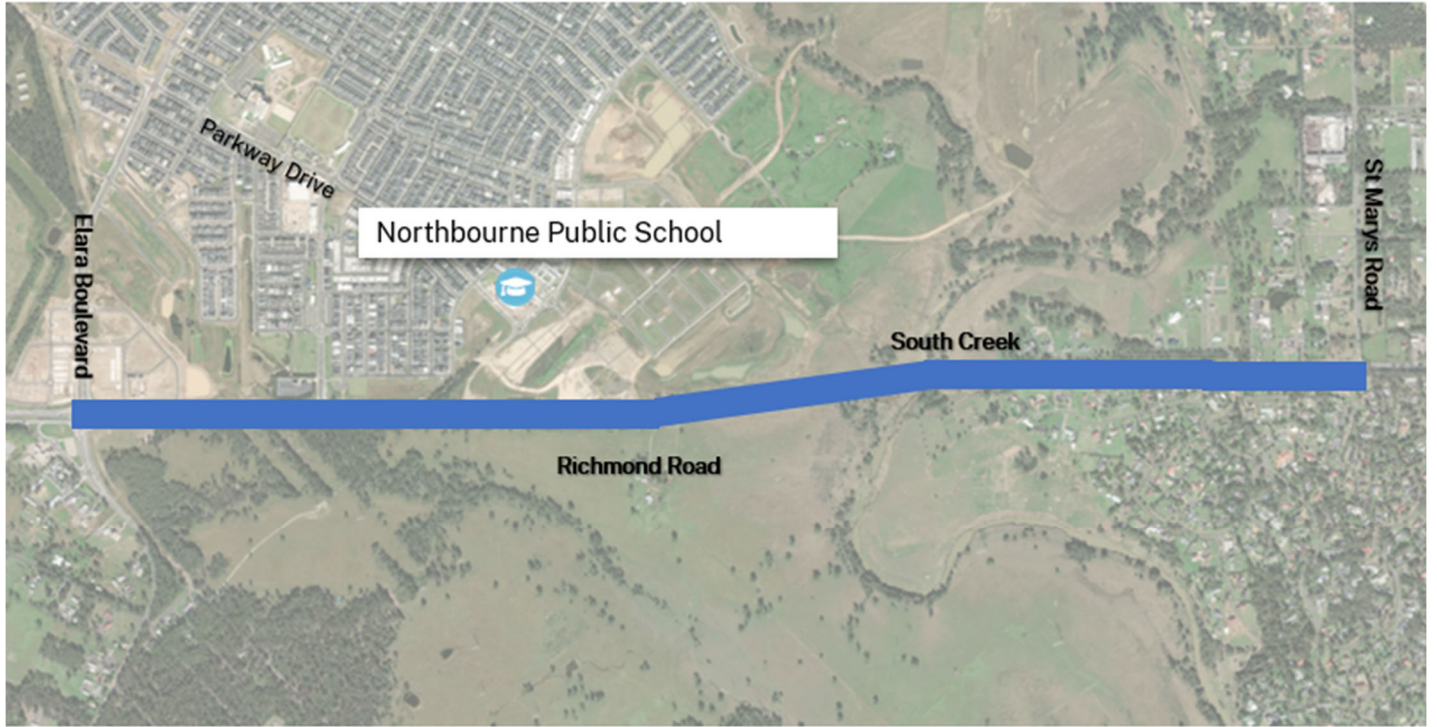 Parkway Drive
Northbourne Public School
Elara Boulevard
St Marys Road
South Creek
Richmond Road